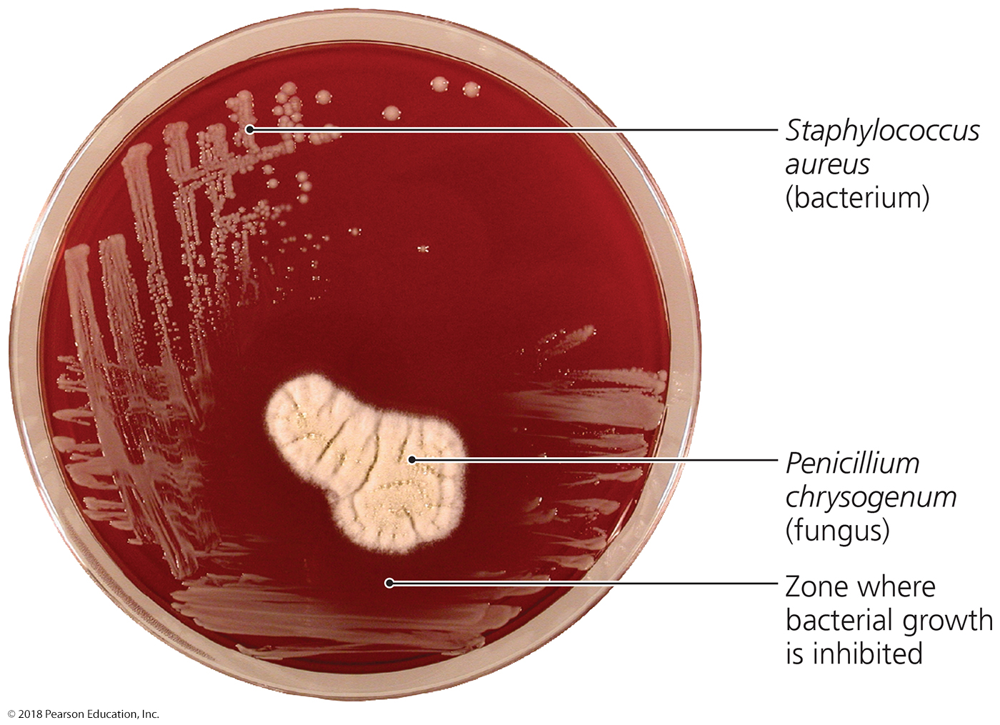 Staphylococcus
aureus
(bacterium)
Penicillium
chrysogenum
(fungus)
Zone where
bacterial growth
is inhibited
© 2018 Pearson Education, Inc.